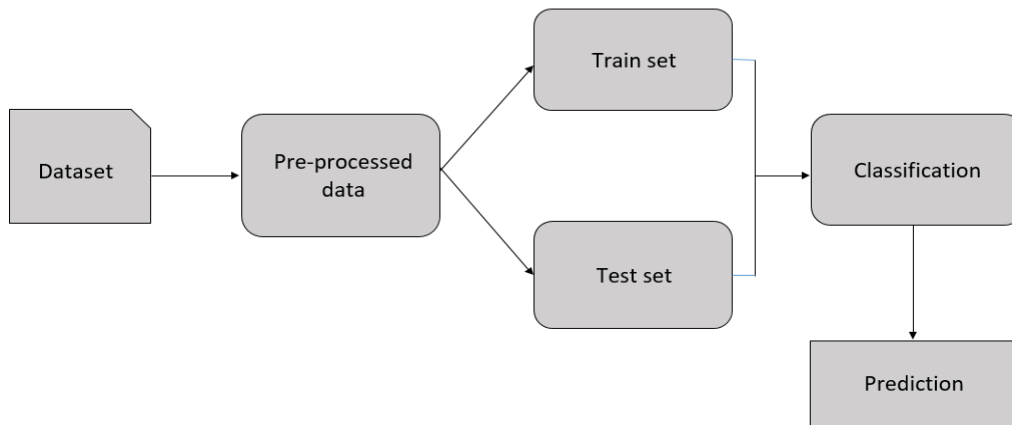 Dataset
Pre-processed
data
Train set
Test set
Classification
Prediction